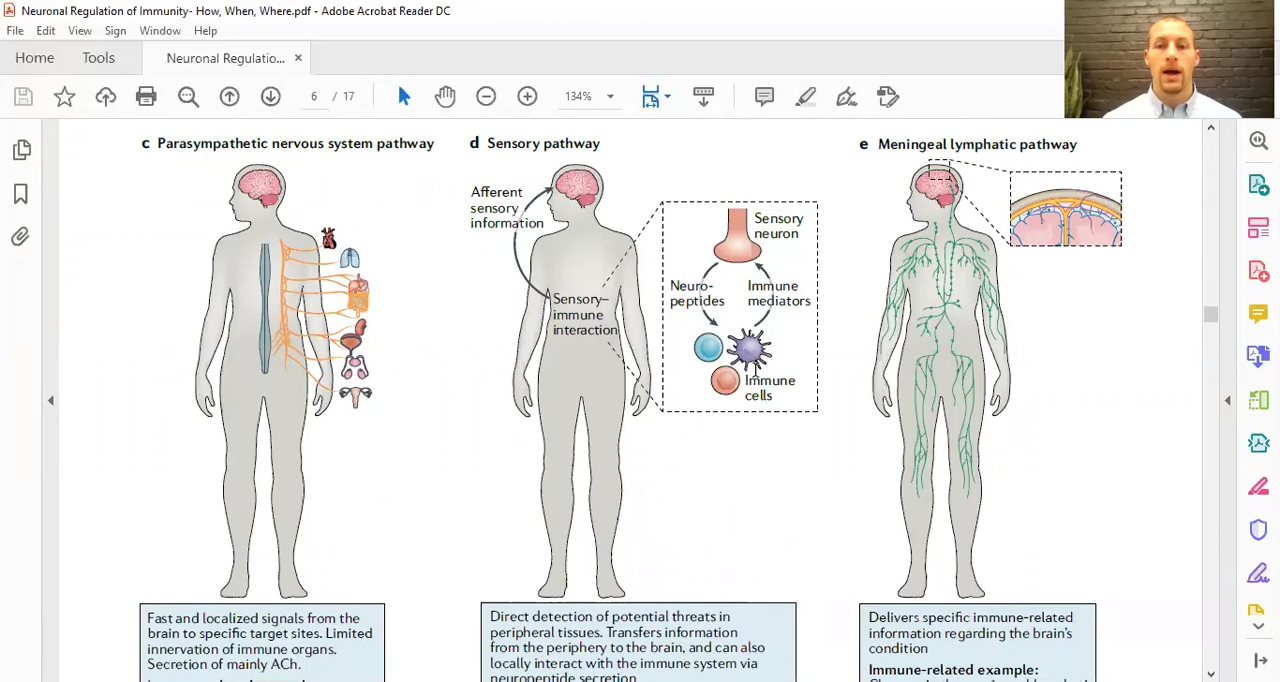 Neuronal Regulation of Immunity- How, When, Where.pdf - Adobe Acrobat Reader DC
File Edit View Sign Window Help
Home Tools Neuronal Regulatio... ×
6 / 17 134%
c Parasympathetic nervous system pathway
d Sensory pathway
Afferent
sensory
information
Sensory–
immune
interaction
Sensory
neuron
Neuro-
peptides
Immune
mediators
Immune
cells
e Meningeal lymphatic pathway
Fast and localized signals from the
brain to specific target sites. Limited
innervation of immune organs.
Secretion of mainly ACh.
Direct detection of potential threats in
peripheral tissues. Transfers information
from the periphery to the brain, and can also
locally interact with the immune system via
neuropeptide secretion
Delivers specific immune-related
information regarding the brain's
condition
Immune-related example: